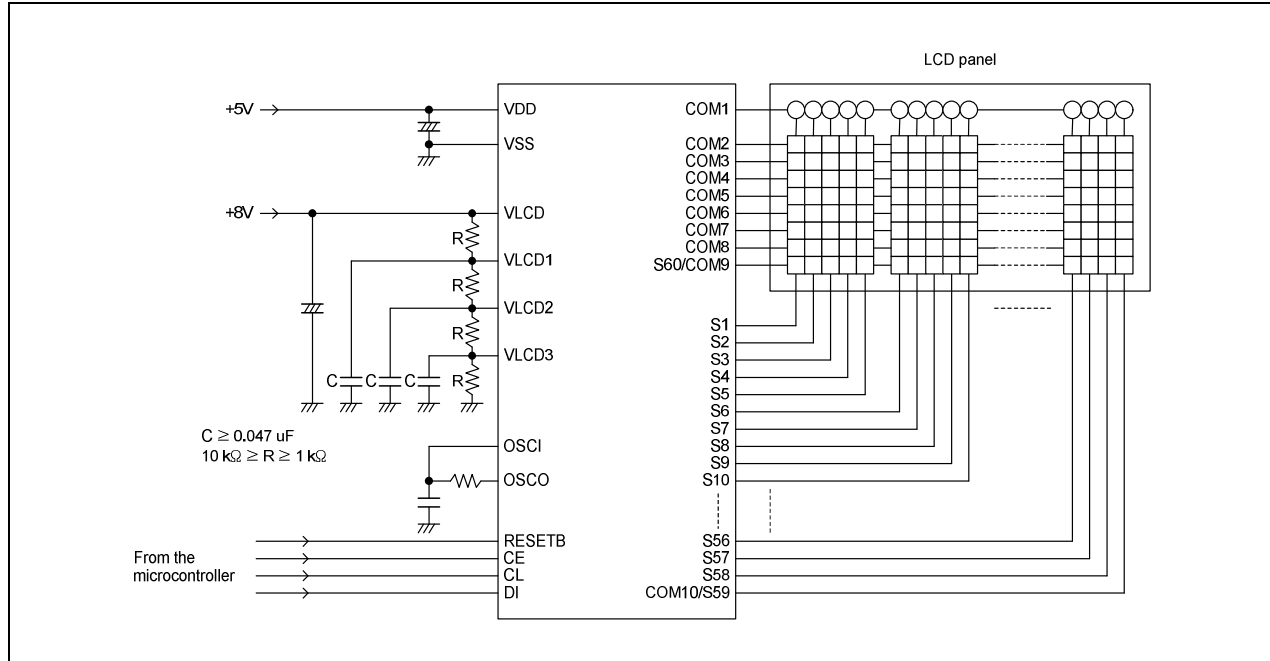 LCD panel
+5V
VDD
VSS
+8V
VLCD
R
VLCD1
R
VLCD2
R
VLCD3
C
C
C
R
C ≥ 0.047 uF
10 kΩ ≥ R ≥ 1 kΩ
OSCI
OSCO
From the
microcontroller
RESETB
CE
CL
DI
COM1
COM2
COM3
COM4
COM5
COM6
COM7
COM8
S60/COM9
S1
S2
S3
S4
S5
S6
S7
S8
S9
S10
S56
S57
S58
COM10/S59